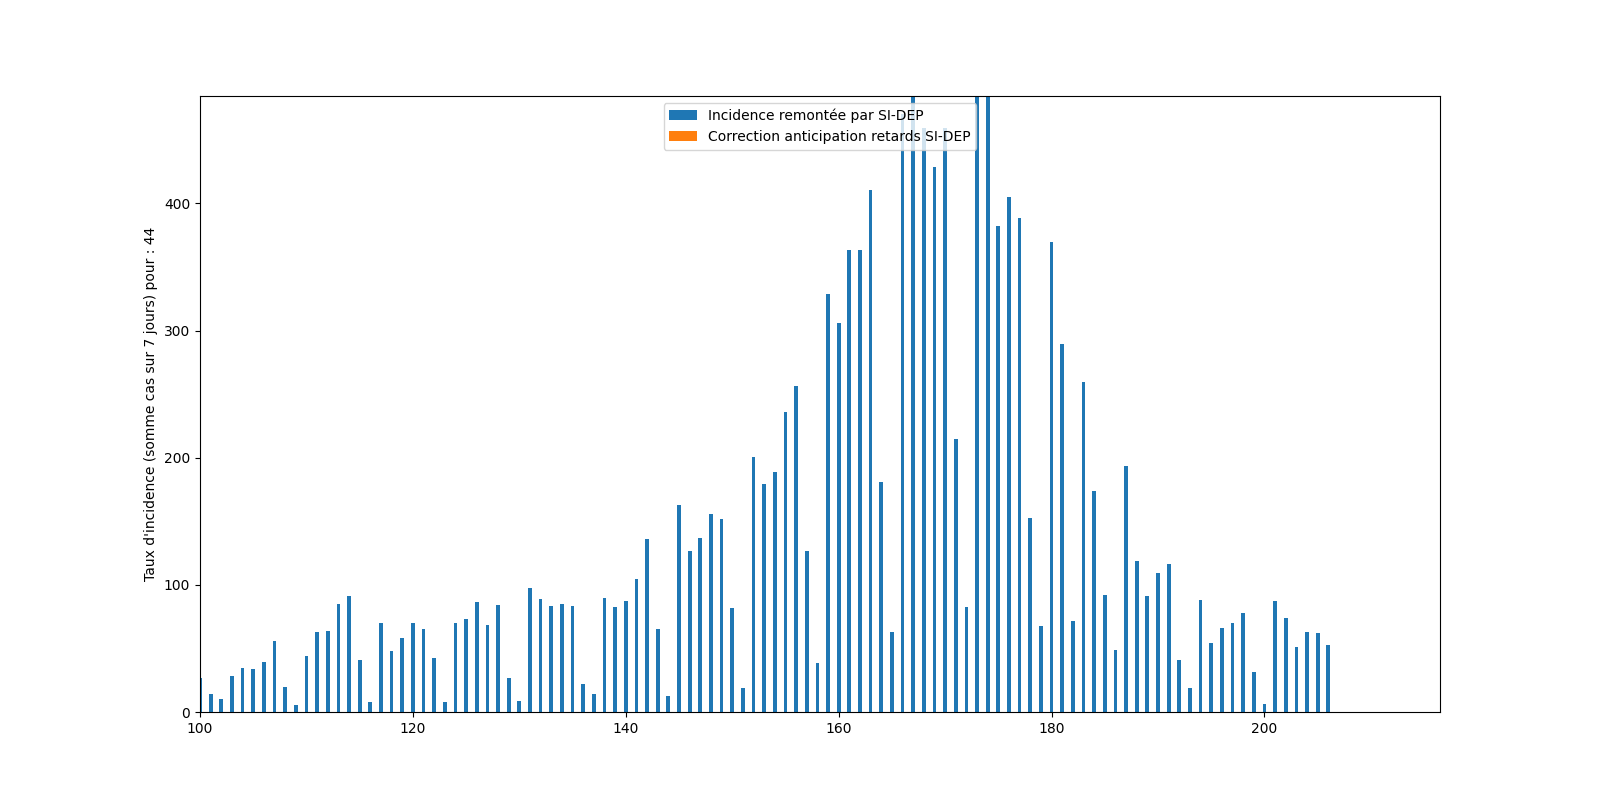 Incidence remontée par SI-DEP
Correction anticipation retards SI-DEP
Taux d'incidence (somme cas sur 7 jours) pour : 44
400
300
200
100
0
100 120 140 160 180 200